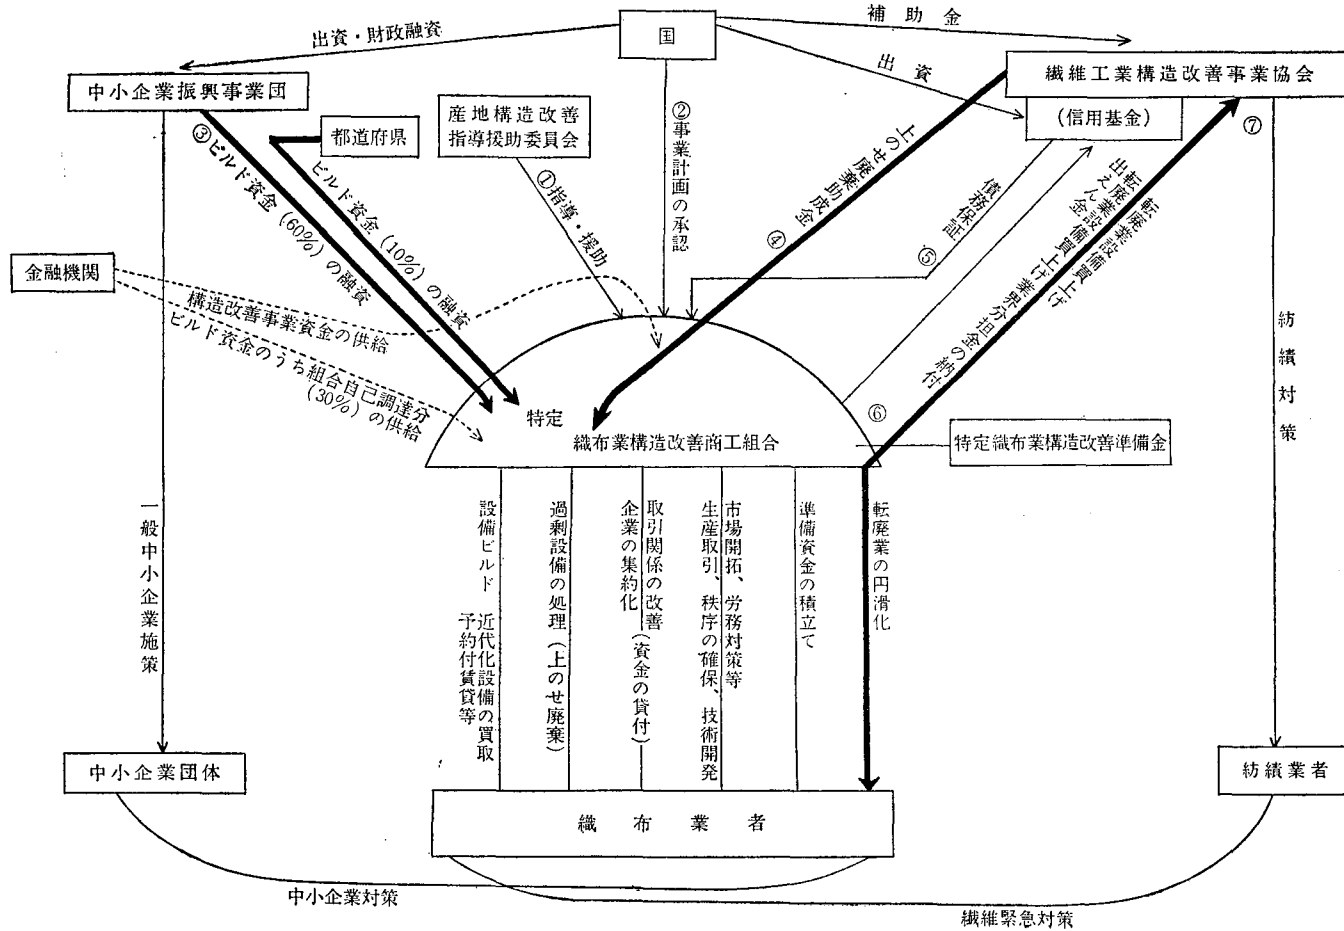 国
出資・財政融資
補助金
出資
中小企業振興事業団
繊維工業構造改善事業協会
(信用基金)
都道府県
産地構造改善
指導援助委員会
①指導・援助
②事業計画の承認
③ビルド資金(60%)の融資
ビルド資金(10%)の融資
上のせ廃棄助成金
④
債務保証
⑤
転廃業設備買上げ
出えん金
転廃業設備買上げ業界分担金の納付
⑥
⑦
金融機関
構造改善事業資金の供給
ビルド資金のうち組合自己調達分
(30%)の供給
特定
織布業構造改善商工組合
特定織布業構造改善準備金
一般中小企業施策
紡績対策
設備ビルド
近代化設備の買取
予約付賃貸等
過剰設備の処理(上のせ廃棄)
取引関係の改善
企業の集約化
(資金の貸付)
市場開拓、労務対策等
生産取引、秩序の確保、技術開発
準備資金の積立て
転廃業の円滑化
中小企業団体
織布業者
紡績業者
中小企業対策
繊維緊急対策